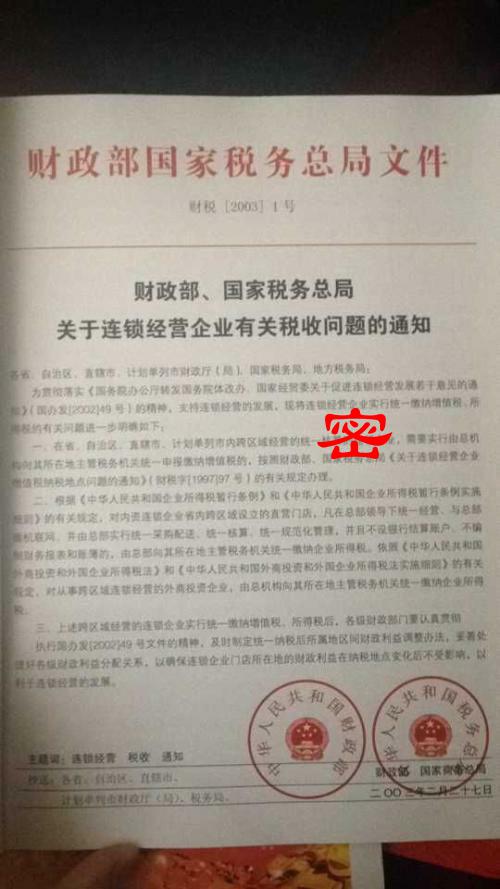 财政部国家税务总局文件
财税［2003］1号
财政部、国家税务总局
关于连锁经营企业有关税收问题的通知
各省、自治区、直辖市、计划单列市财政厅（局）、国家税务局、地方税务局：
为贯彻落实《国务院办公厅转发国务院体改办、国家经贸委关于促进连锁经营发展若干意见的通
知》（国办发[2002]49号）的精神，支持连锁经营的发展，现将连锁经营企业实行统一缴纳增值税、所
得税的有关问题进一步明确如下：
一、在省、自治区、直辖市、计划单列市内跨区域经营的统一核 密 业，需要实行由总机
构向其所在地主管税务机关统一申报缴纳增值税的，按照财政部、国家税务总局《关于连锁经营企业
增值税纳税地点问题的通知》（财税字[1997]97号）的有关规定办理。
二、根据《中华人民共和国企业所得税暂行条例》和《中华人民共和国企业所得税暂行条例实施
细则》的有关规定，对内资连锁企业省内跨区域设立的直营门店，凡在总部领导下统一经营、与总部
微机联网、并由总部实行统一采购配送、统一核算、统一规范化管理，并且不设银行结算账户、不编
制财务报表和账簿的，由总部向其所在地主管税务机关统一缴纳企业所得税。依照《中华人民共和国
外商投资和外国企业所得税法》和《中华人民共和国外商投资和外国企业所得税法实施细则》的有关
规定，对从事跨区域连锁经营的外商投资企业，由总机构向其所在地主管税务机关统一缴纳企业所得
税。
三、上述跨区域经营的连锁企业实行统一缴纳增值税、所得税后，各级财政部门要认真贯彻
执行国办发[2002]49号文件的精神，及时制定统一纳税后所属地区间财政利益调整办法，妥善处
理好各级财政利益分配关系，以确保连锁企业门店所在地的财政利益在纳税地点变化后不受影响，以
利于连锁经营的发展。
中华人民共和国财政部
中华人民共和国国家税务总局
主题词：连锁经营 税收 通知
财政部 国家商务总局
抄送：各省、自治区、直辖市、
二〇〇三年二月二十七日
计划单列市财政厅（局）、税务局。